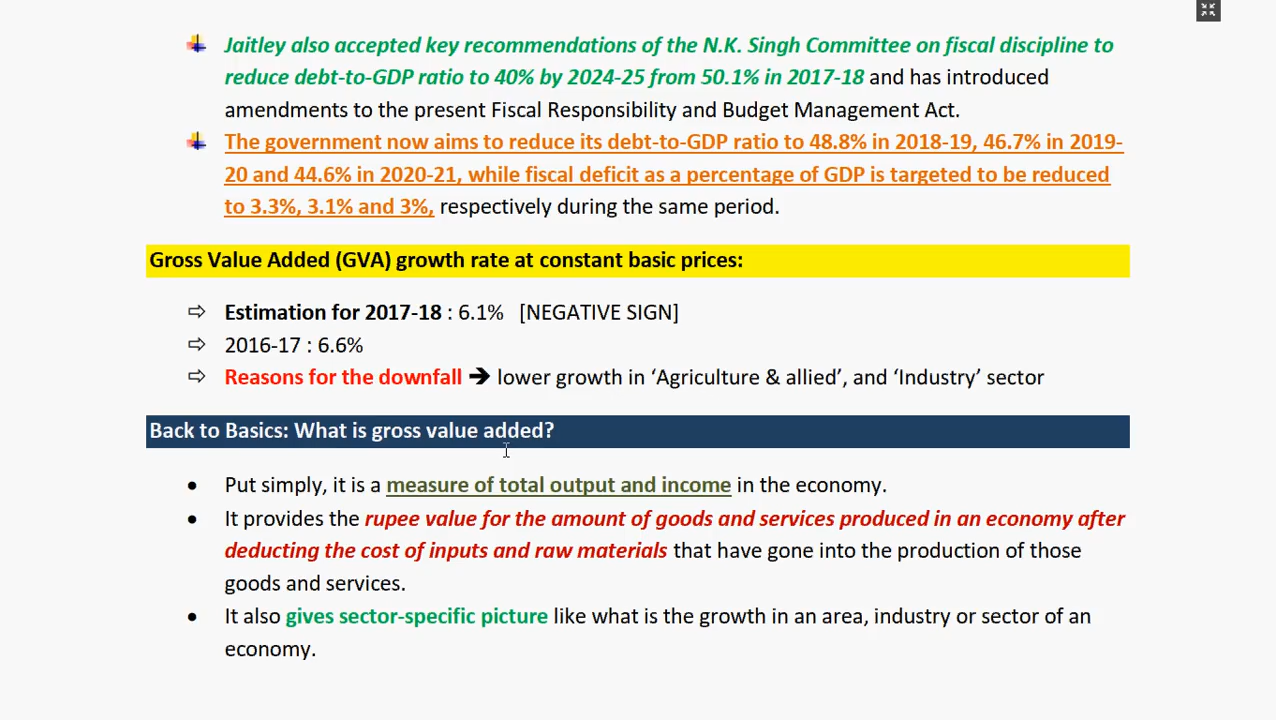 Jaitley also accepted key recommendations of the N.K. Singh Committee on fiscal discipline to
reduce debt-to-GDP ratio to 40% by 2024-25 from 50.1% in 2017-18 and has introduced
amendments to the present Fiscal Responsibility and Budget Management Act.
The government now aims to reduce its debt-to-GDP ratio to 48.8% in 2018-19, 46.7% in 2019-
20 and 44.6% in 2020-21, while fiscal deficit as a percentage of GDP is targeted to be reduced
to 3.3%, 3.1% and 3%, respectively during the same period.
Gross Value Added (GVA) growth rate at constant basic prices:
⇨ Estimation for 2017-18 : 6.1% [NEGATIVE SIGN]
⇨ 2016-17 : 6.6%
⇨ Reasons for the downfall ➔ lower growth in ‘Agriculture & allied’, and ‘Industry’ sector
Back to Basics: What is gross value added?
• Put simply, it is a measure of total output and income in the economy.
• It provides the rupee value for the amount of goods and services produced in an economy after
deducting the cost of inputs and raw materials that have gone into the production of those
goods and services.
• It also gives sector-specific picture like what is the growth in an area, industry or sector of an
economy.